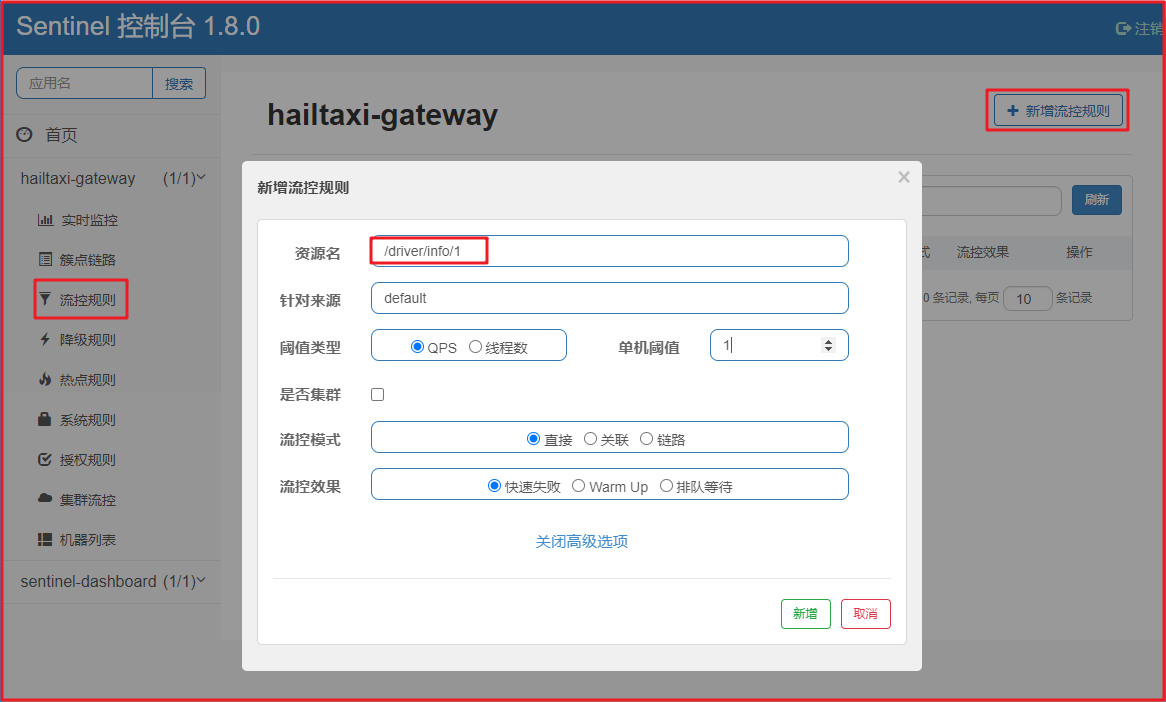 Sentinel 控制台 1.8.0
注销
应用名 搜索
首页
hailtaxi-gateway (1/1)
实时监控
簇点链路
流控规则
降级规则
热点规则
系统规则
授权规则
集群流控
机器列表
sentinel-dashboard (1/1)
hailtaxi-gateway
新增流控规则
刷新
式 流控效果 操作
0 条记录, 每页 10 条记录
新增流控规则 ×
资源名 /driver/info/1
针对来源 default
阈值类型 QPS 线程数 单机阈值 1
是否集群
流控模式 直接 关联 链路
流控效果 快速失败 Warm Up 排队等待
关闭高级选项
新增 取消